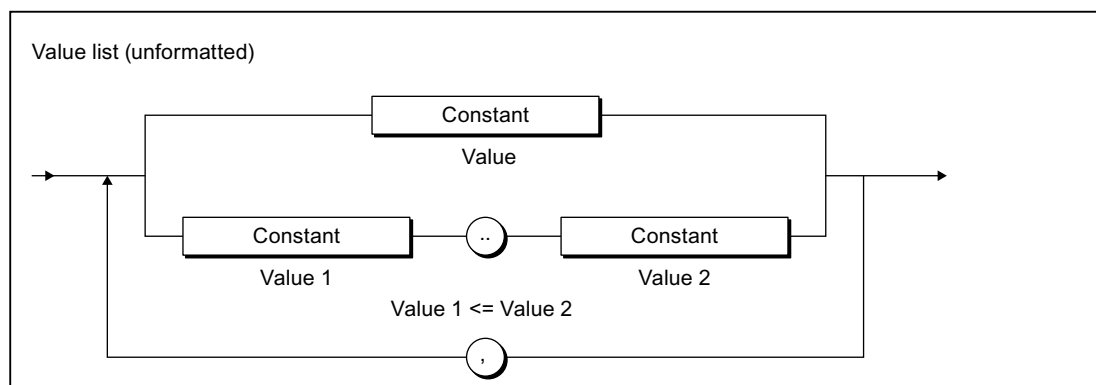 Value list (unformatted)
Constant
Value
Constant
..
Constant
Value 1
Value 2
Value 1 <= Value 2
,